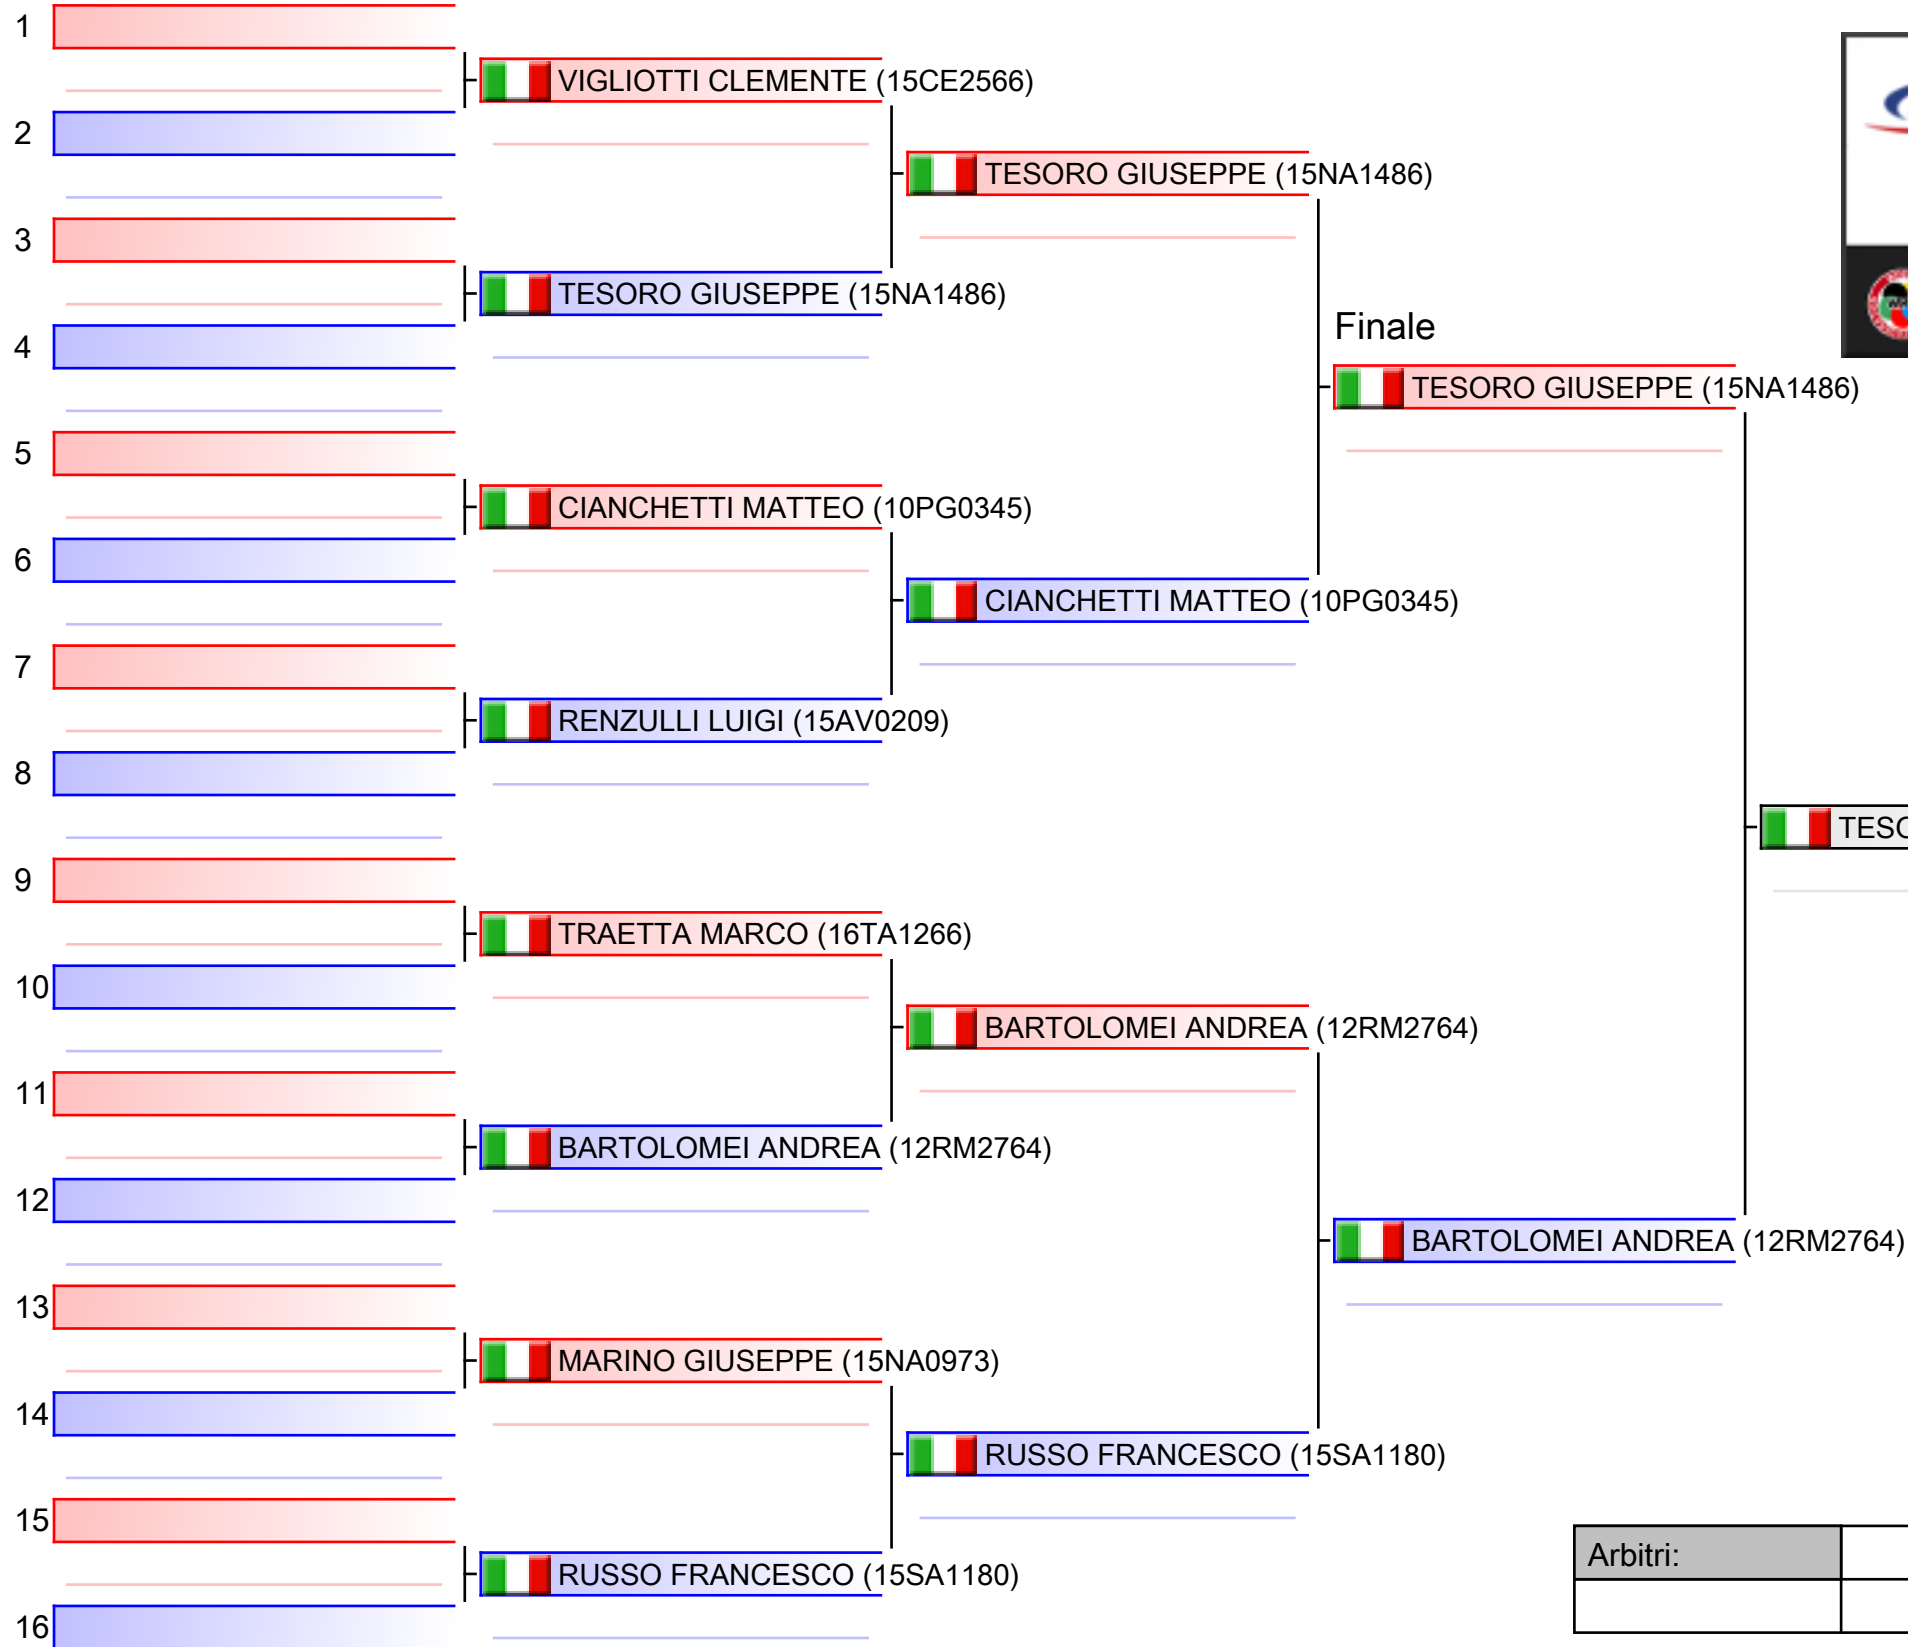 1
VIGLIOTTI CLEMENTE (15CE2566)
2
TESORO GIUSEPPE (15NA1486)
3
TESORO GIUSEPPE (15NA1486)
Finale
4
TESORO GIUSEPPE (15NA1486)
5
CIANCHETTI MATTEO (10PG0345)
6
CIANCHETTI MATTEO (10PG0345)
7
RENZULLI LUIGI (15AV0209)
8
TESO
9
TRAETTA MARCO (16TA1266)
10
BARTOLOMEI ANDREA (12RM2764)
11
BARTOLOMEI ANDREA (12RM2764)
12
BARTOLOMEI ANDREA (12RM2764)
13
MARINO GIUSEPPE (15NA0973)
14
RUSSO FRANCESCO (15SA1180)
15
Arbitri:
RUSSO FRANCESCO (15SA1180)
16